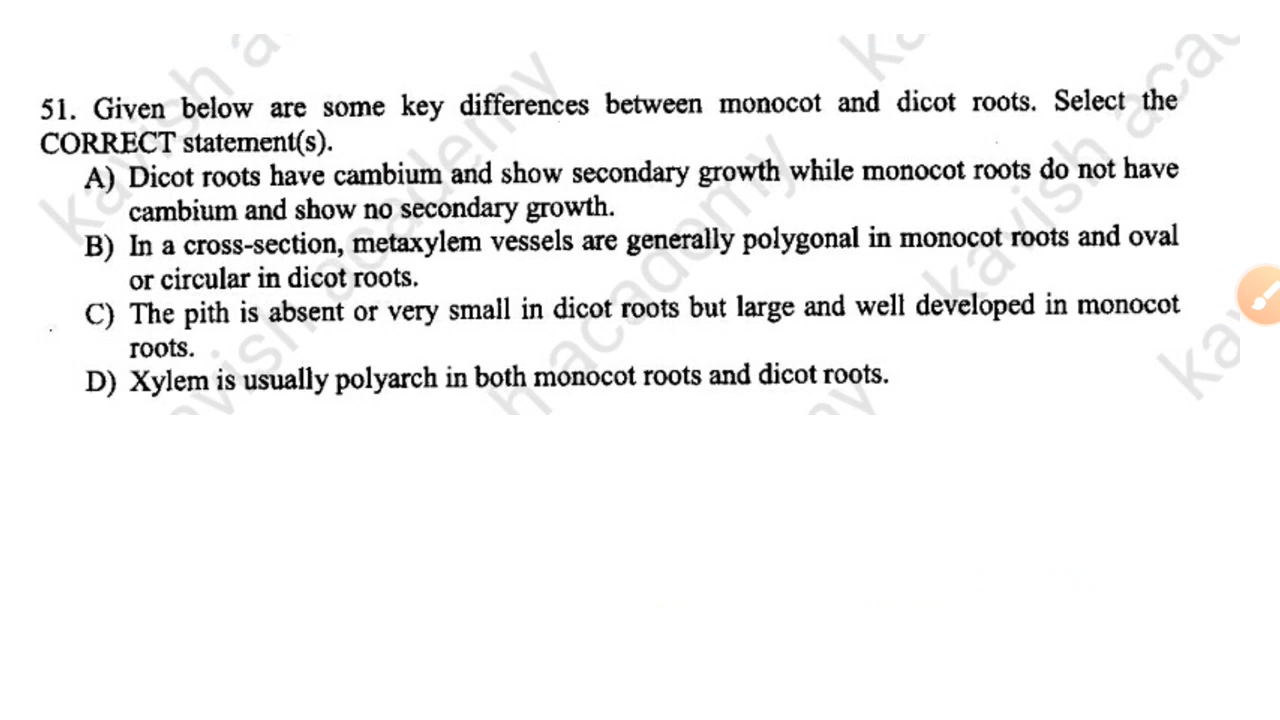 51. Given below are some key differences between monocot and dicot roots. Select the
CORRECT statement(s).
A) Dicot roots have cambium and show secondary growth while monocot roots do not have
cambium and show no secondary growth.
B) In a cross-section, metaxylem vessels are generally polygonal in monocot roots and oval
or circular in dicot roots.
C) The pith is absent or very small in dicot roots but large and well developed in monocot
roots.
D) Xylem is usually polyarch in both monocot roots and dicot roots.
kavish academy
kavish acad